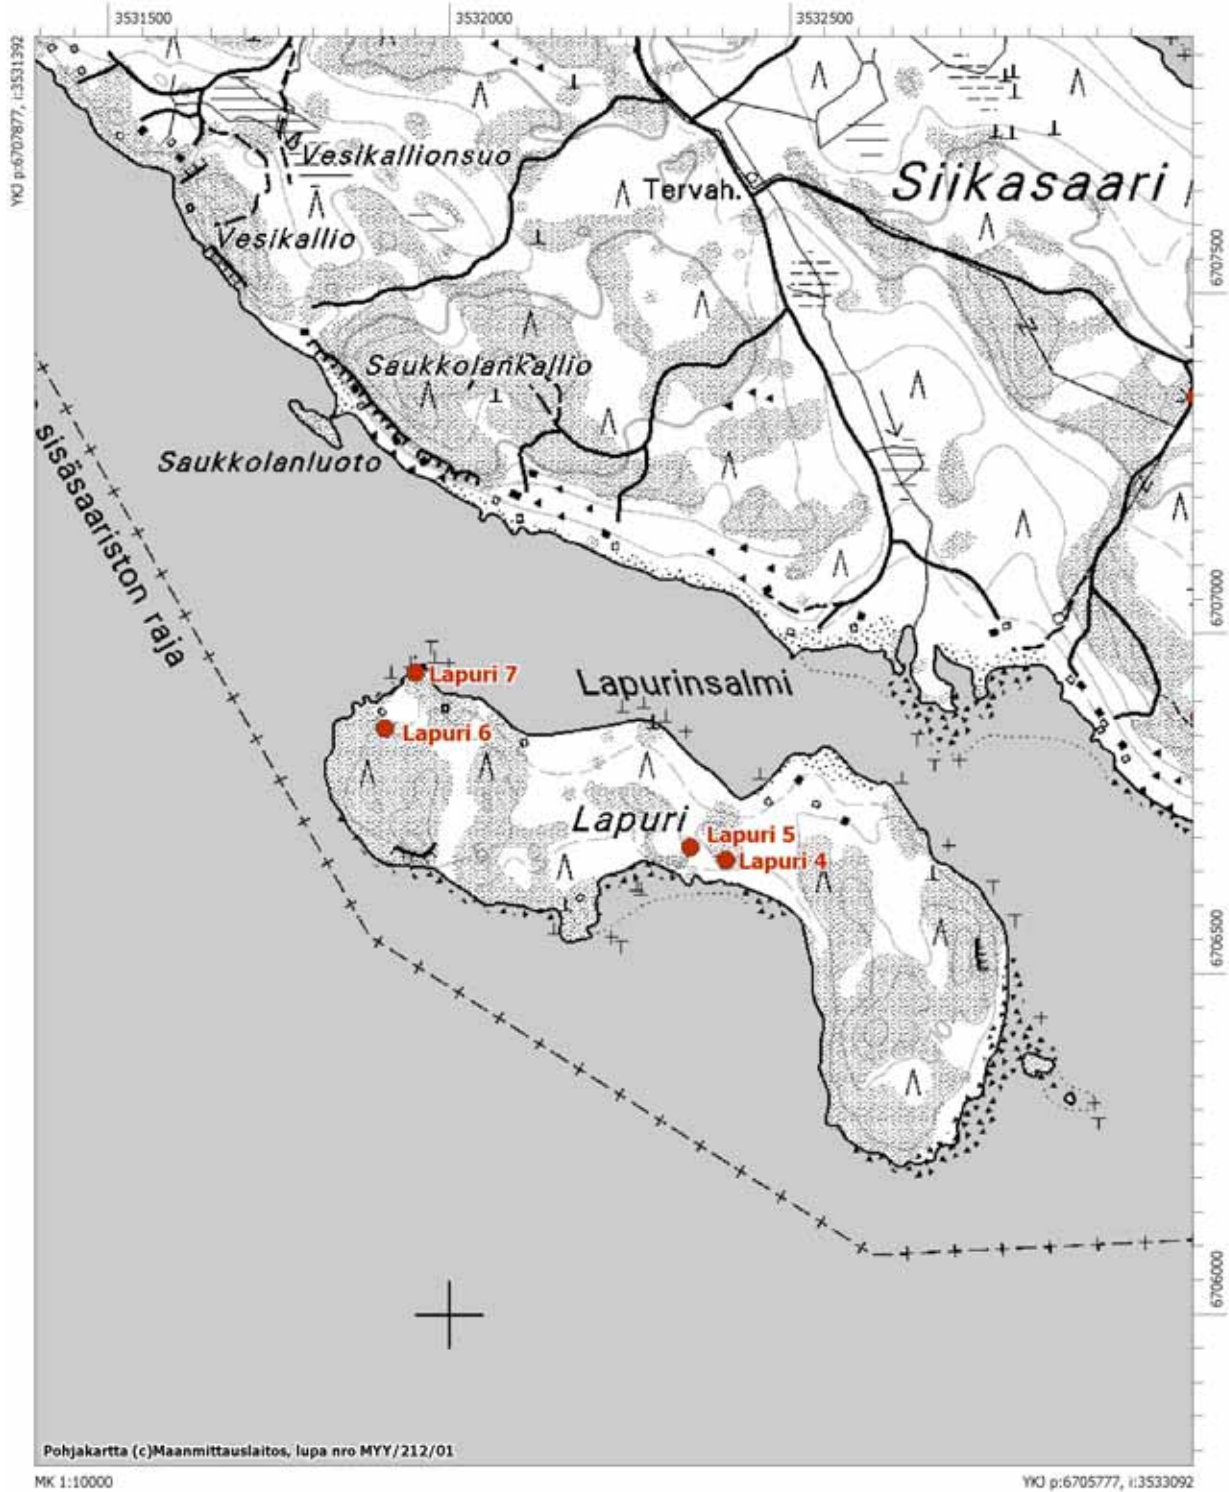 3531500
3532000
3532500
YKJ p:6707877, i:3531392
Vesikallionsuo
Siikasaari
Tervah.
Vesikallio
6707500
Saukkolankallio
Saukkolanluoto
sisäsaariston raja
6707000
Lapuri 7
Lapurinsalmi
Lapuri 6
Lapuri
Lapuri 5
Lapuri 4
6706500
10
6706000
Pohjakartta (c)Maanmittauslaitos, lupa nro MYY/212/01
MK 1:10000
YKJ p:6705777, i:3533092